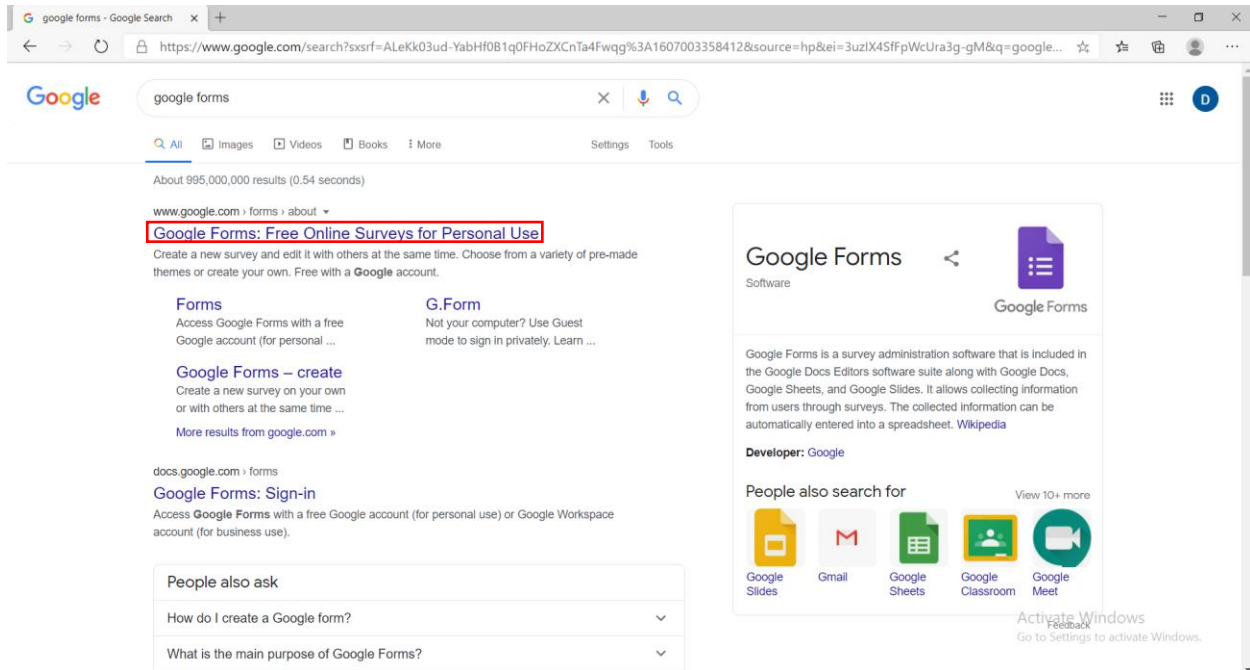 google forms - Google Search
https://www.google.com/search?sxsrf=ALeKk03ud-YabHf0B1q0FHoZXCnTa4Fwqg%3A1607003358412&source=hp&ei=3uzIX4SfFpWcUra3g-gM&q=google...
Google
google forms
D
All Images Videos Books More Settings Tools
About 995,000,000 results (0.54 seconds)
www.google.com › forms › about
Google Forms: Free Online Surveys for Personal Use
Create a new survey and edit it with others at the same time. Choose from a variety of pre-made
themes or create your own. Free with a Google account.
Forms
Access Google Forms with a free
Google account (for personal ...
G.Form
Not your computer? Use Guest
mode to sign in privately. Learn ...
Google Forms – create
Create a new survey on your own
or with others at the same time ...
More results from google.com »
docs.google.com › forms
Google Forms: Sign-in
Access Google Forms with a free Google account (for personal use) or Google Workspace
account (for business use).
People also ask
How do I create a Google form?
What is the main purpose of Google Forms?
Google Forms
Software
Google Forms
Google Forms is a survey administration software that is included in
the Google Docs Editors software suite along with Google Docs,
Google Sheets, and Google Slides. It allows collecting information
from users through surveys. The collected information can be
automatically entered into a spreadsheet. Wikipedia
Developer: Google
People also search for
View 10+ more
Google
Slides
Gmail
Google
Sheets
Google
Classroom
Google
Meet
Feedback
Activate Windows
Go to Settings to activate Windows.